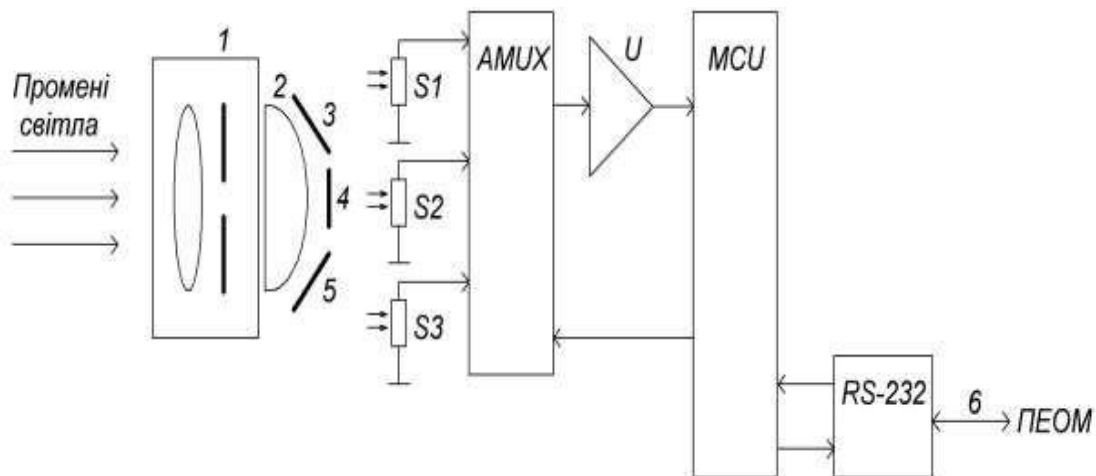 1
Промені
світла
2
3
4
5
S1
S2
S3
AMUX
U
MCU
RS-232
6
ПЕОМ